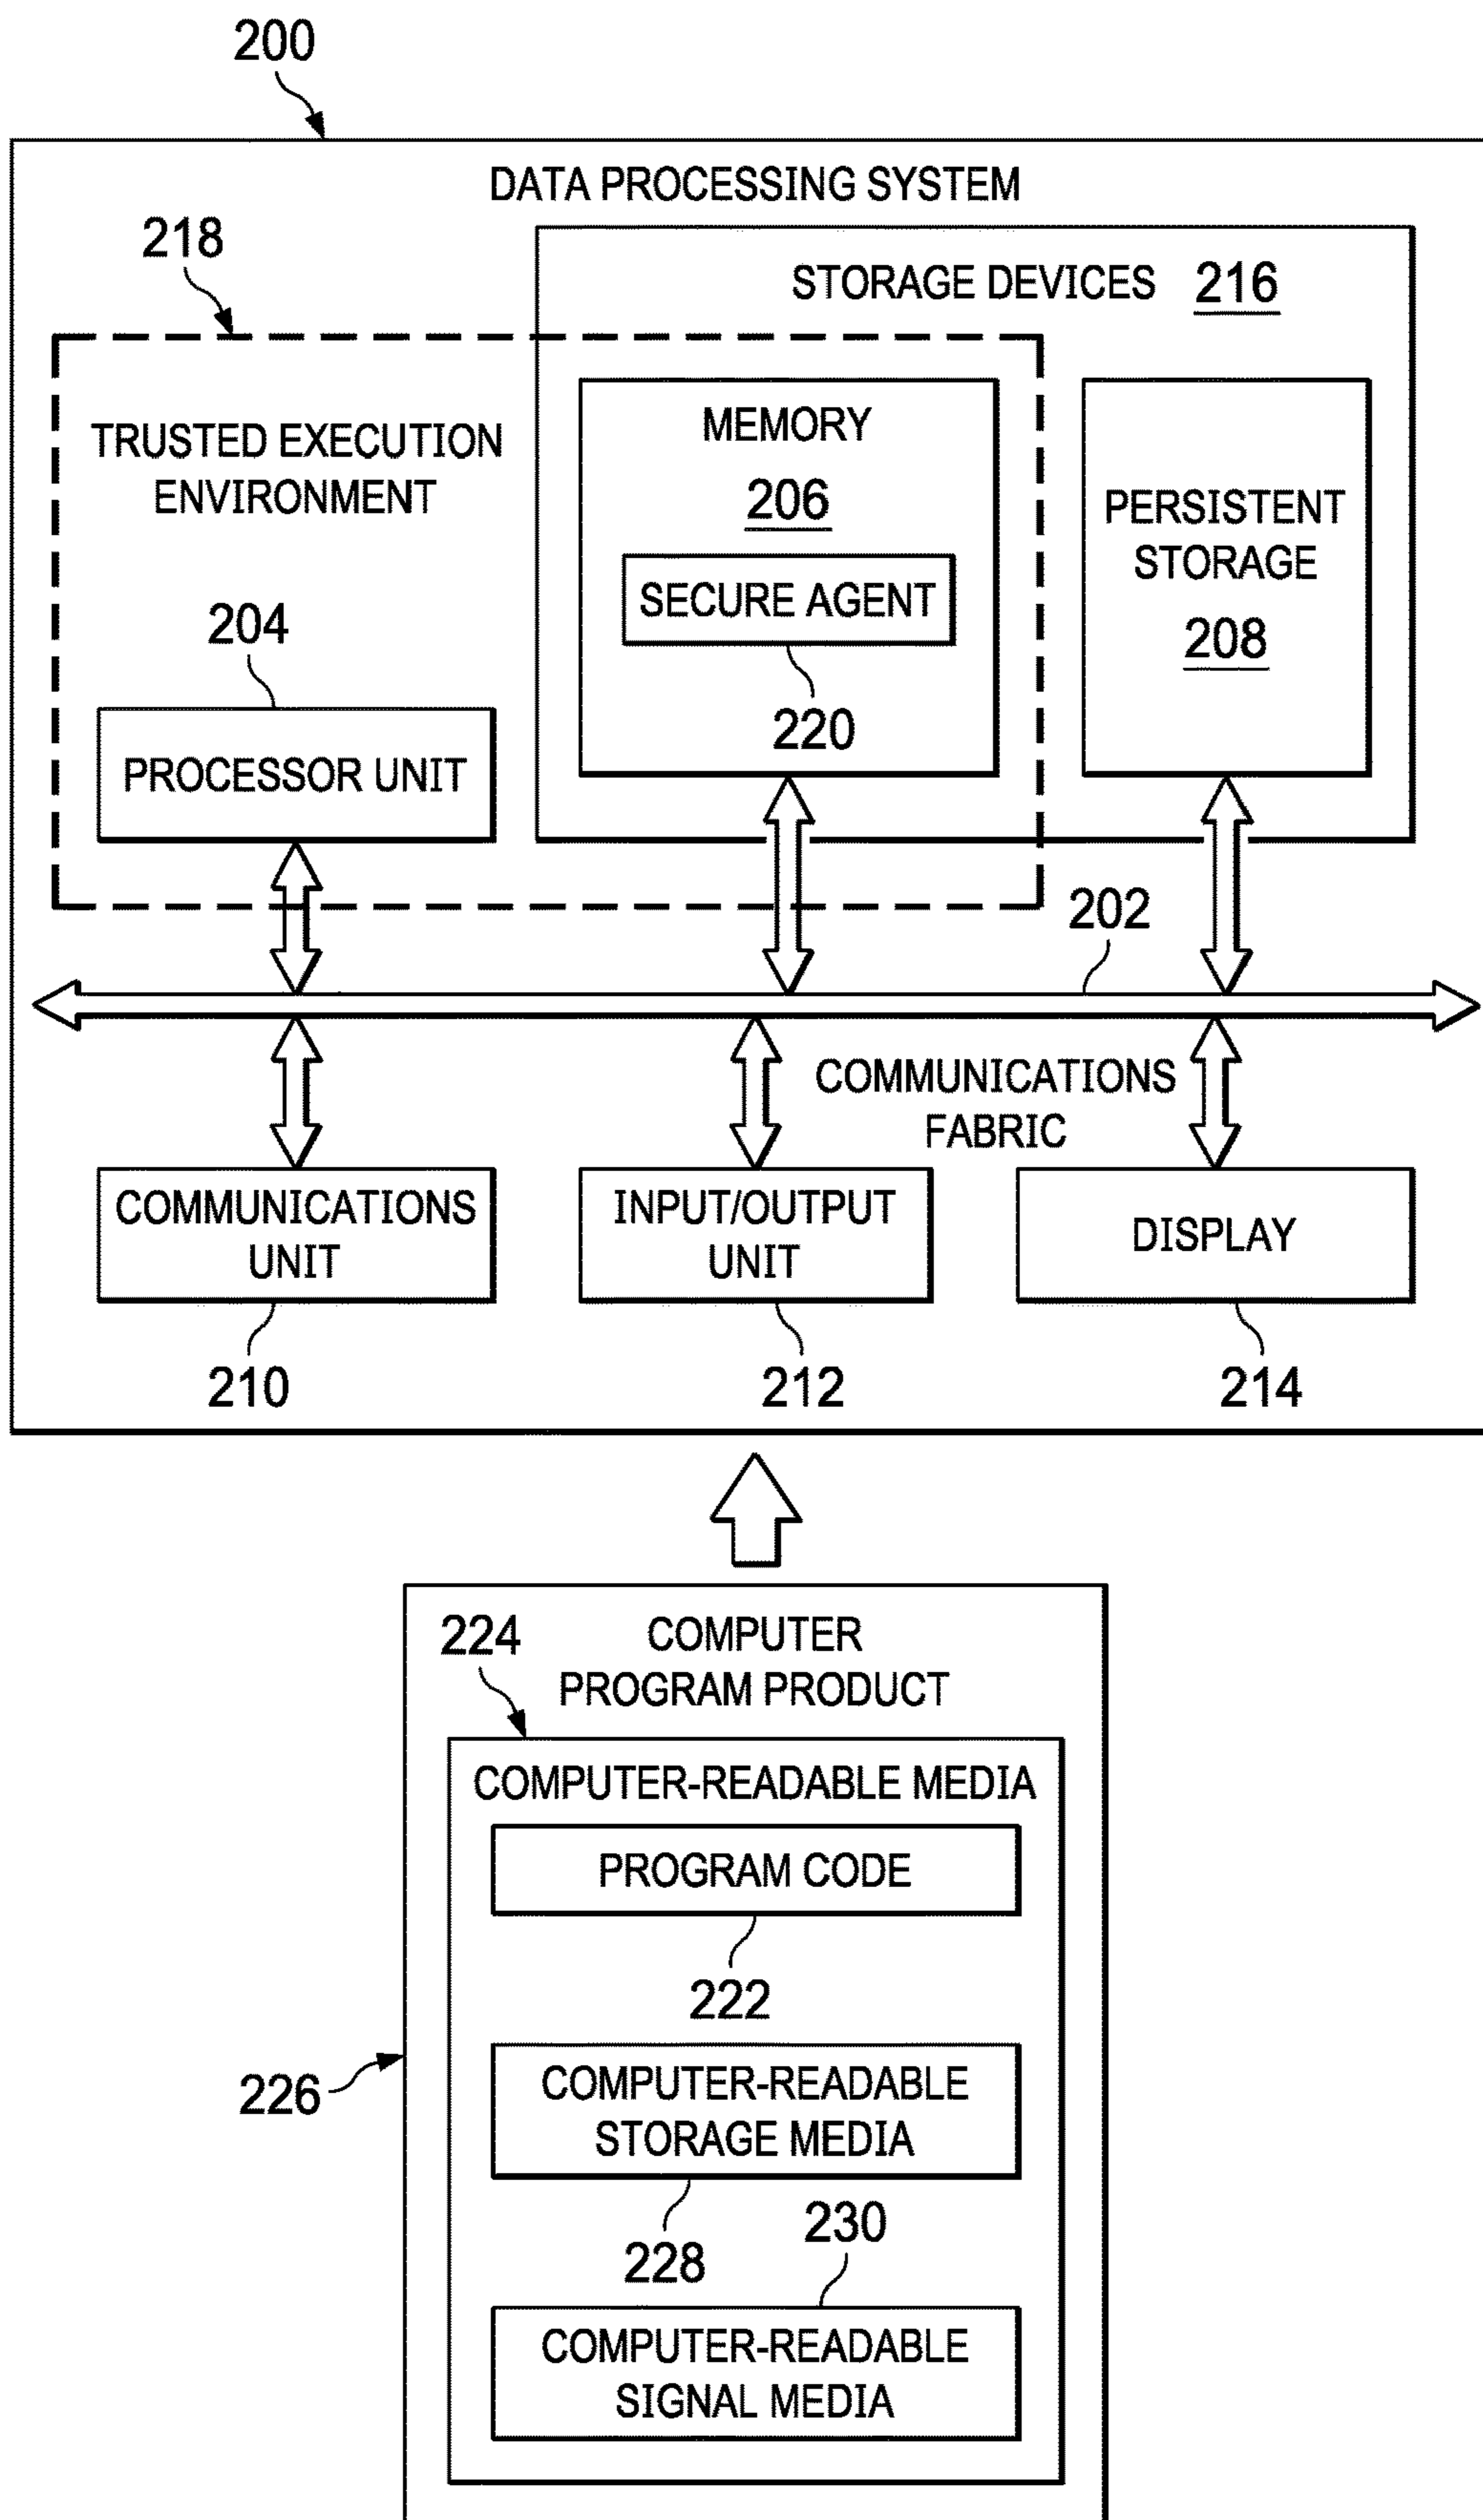 200
DATA PROCESSING SYSTEM
218
STORAGE DEVICES 216
TRUSTED EXECUTION
ENVIRONMENT
MEMORY
206
SECURE AGENT
220
PERSISTENT
STORAGE
208
204
PROCESSOR UNIT
202
COMMUNICATIONS
FABRIC
COMMUNICATIONS
UNIT
210
INPUT/OUTPUT
UNIT
212
DISPLAY
214
224
COMPUTER
PROGRAM PRODUCT
COMPUTER-READABLE MEDIA
PROGRAM CODE
222
226
COMPUTER-READABLE
STORAGE MEDIA
228
230
COMPUTER-READABLE
SIGNAL MEDIA